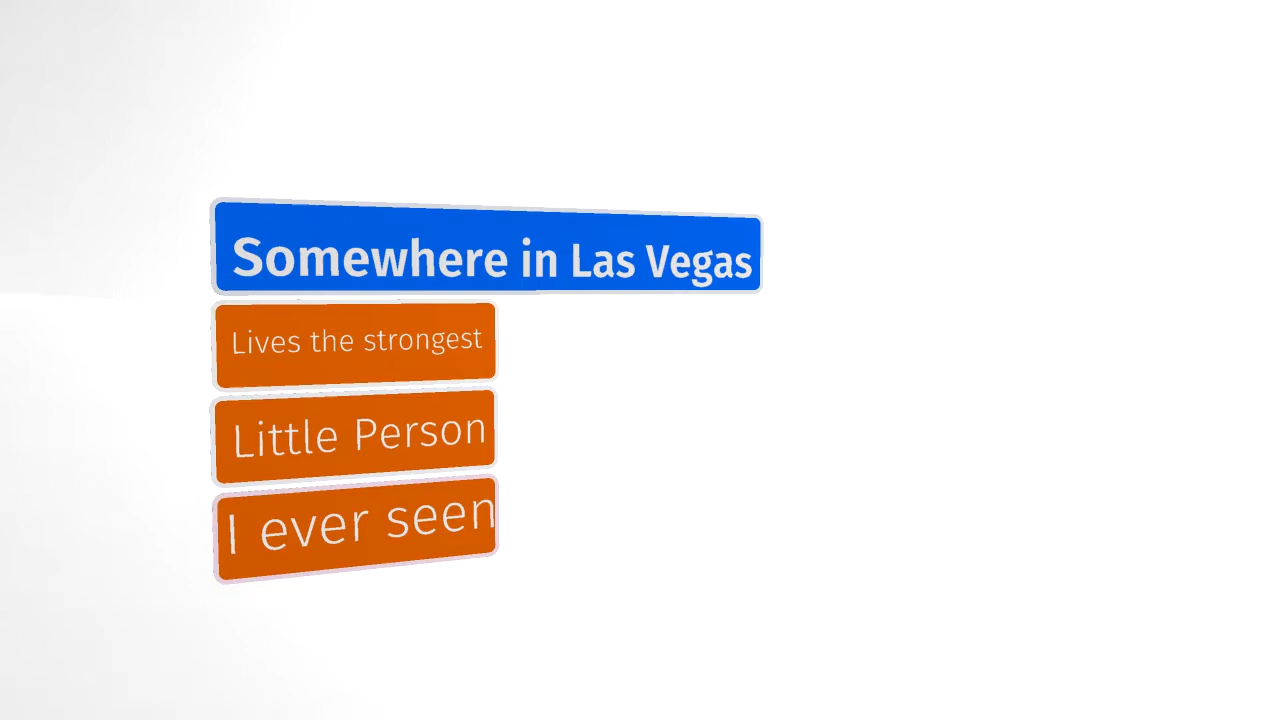 Somewhere in Las Vegas
Lives the strongest
Little Person
I ever seen